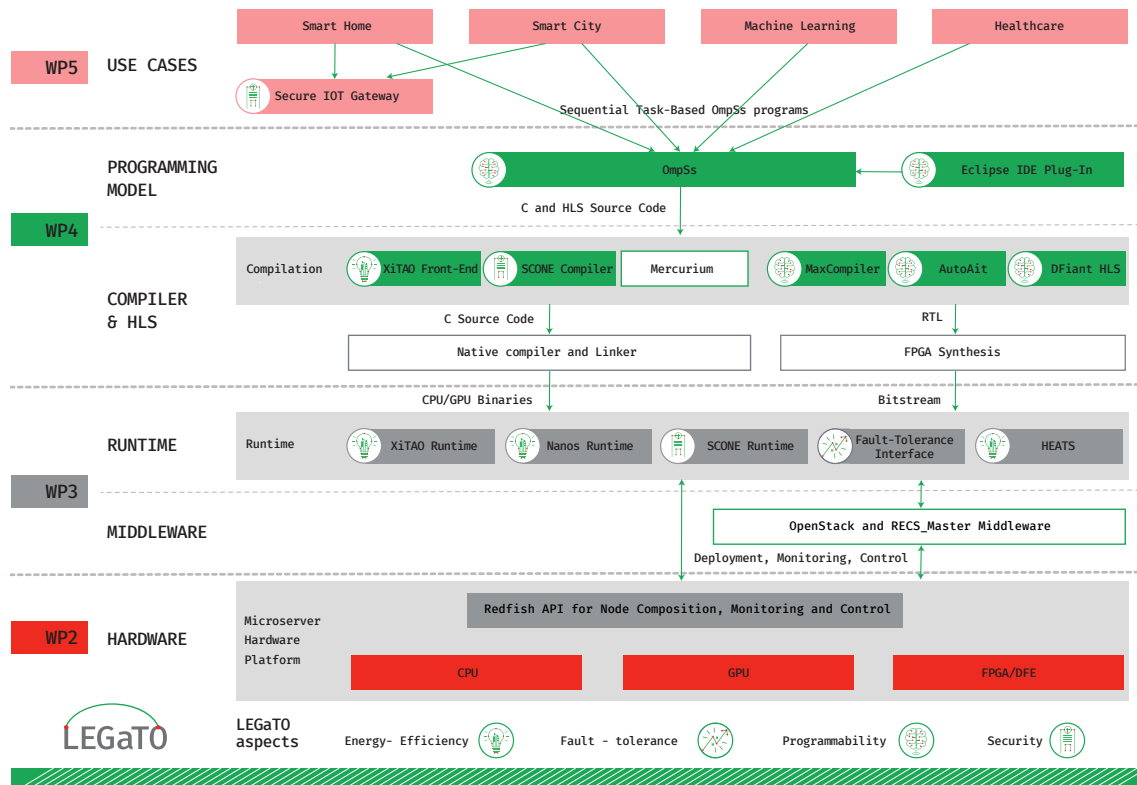 Smart Home
Smart City
Machine Learning
Healthcare
WP5
USE CASES
Secure IOT Gateway
Sequential Task-Based OmpSs programs
PROGRAMMING
MODEL
OmpSs
Eclipse IDE Plug-In
C and HLS Source Code
WP4
Compilation
XiTAO Front-End
SCONE Compiler
Mercurium
MaxCompiler
AutoAit
DFiant HLS
COMPILER
& HLS
C Source Code
RTL
Native compiler and Linker
FPGA Synthesis
CPU/GPU Binaries
Bitstream
RUNTIME
Runtime
XiTAO Runtime
Nanos Runtime
SCONE Runtime
Fault-Tolerance
Interface
HEATS
WP3
MIDDLEWARE
OpenStack and RECS_Master Middleware
Deployment, Monitoring, Control
Redfish API for Node Composition, Monitoring and Control
WP2
HARDWARE
Microserver
Hardware
Platform
CPU
GPU
FPGA/DFE
LEGaTO
LEGaTO
aspects
Energy- Efficiency
Fault - tolerance
Programmability
Security